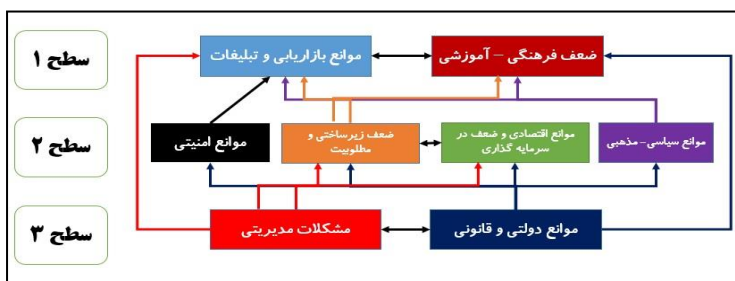 سطح ۱
ضعف فرهنگی – آموزشی
موانع بازاریابی و تبلیغات
سطح ۲
موانع سیاسی- مذهبی
موانع اقتصادی و ضعف در
سرمایه گذاری
ضعف زیرساختی و
مطلوبیت
موانع امنیتی
سطح ۳
موانع دولتی و قانونی
مشکلات مدیریتی